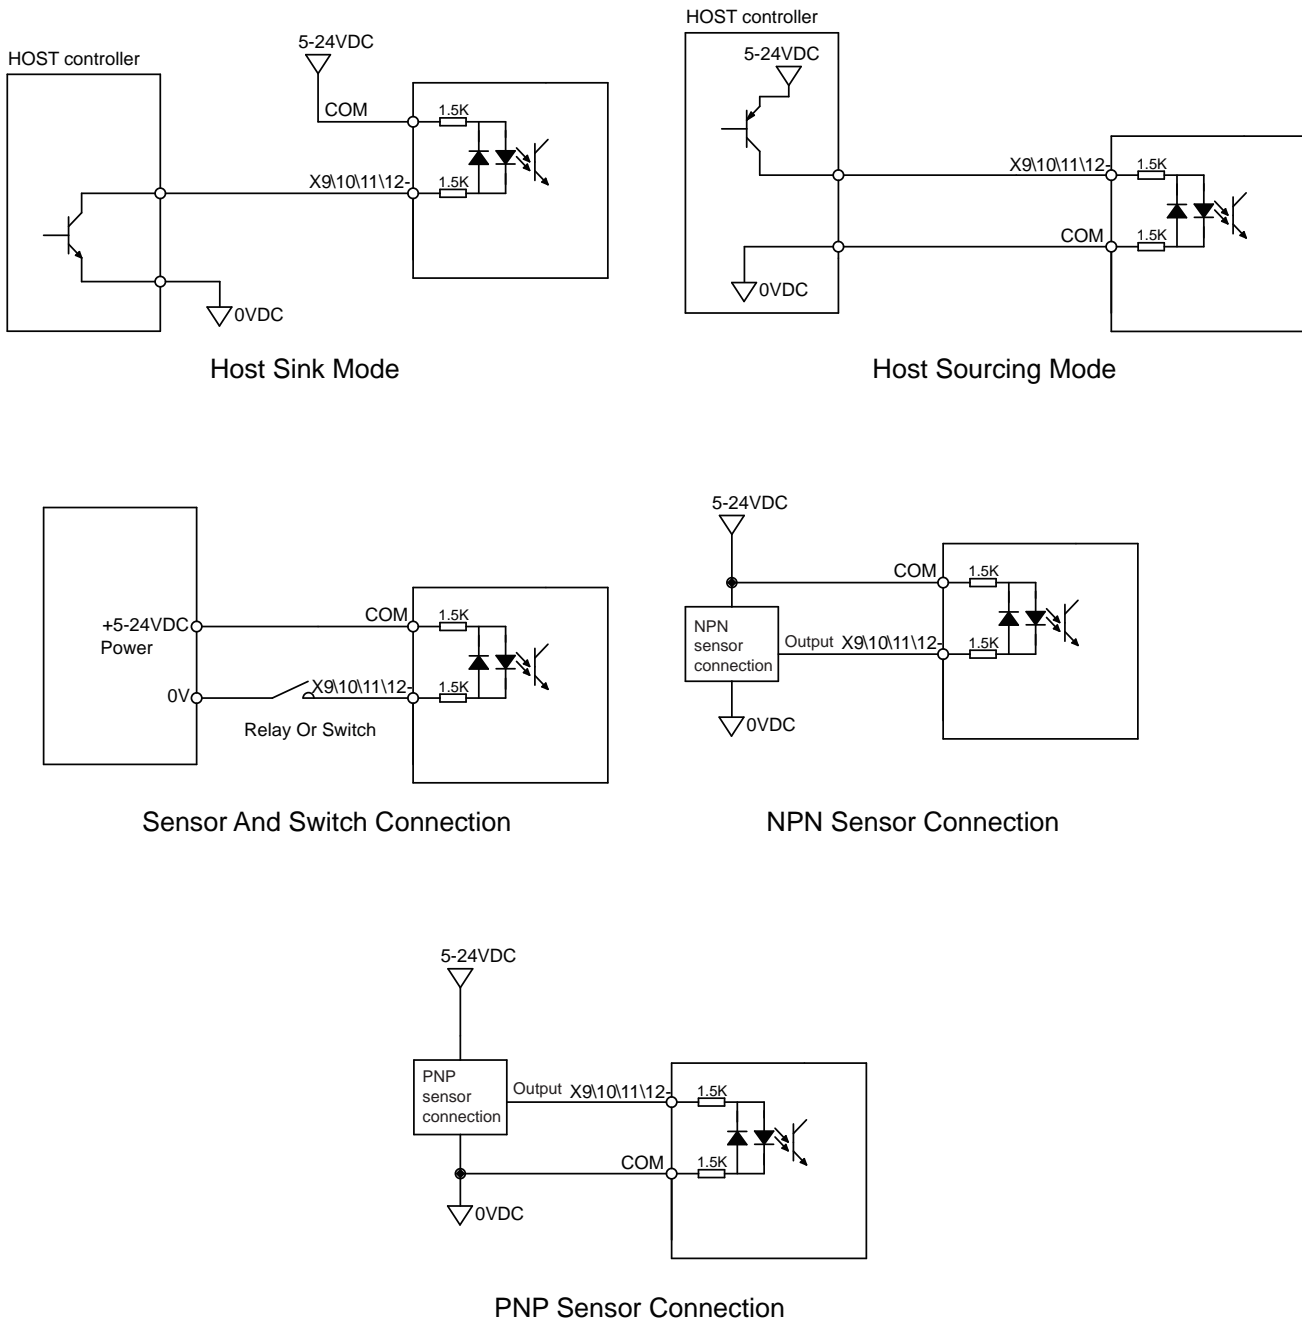 HOST controller
5-24VDC
COM
1.5K
X9\10\11\12-
1.5K
0VDC
Host Sink Mode
HOST controller
5-24VDC
X9\10\11\12-
1.5K
COM
1.5K
0VDC
Host Sourcing Mode
+5-24VDC
Power
COM
1.5K
0V
X9\10\11\12-
1.5K
Relay Or Switch
Sensor And Switch Connection
5-24VDC
COM
1.5K
NPN
sensor
connection
Output
X9\10\11\12-
1.5K
0VDC
NPN Sensor Connection
5-24VDC
PNP
sensor
connection
Output
X9\10\11\12-
1.5K
COM
1.5K
0VDC
PNP Sensor Connection